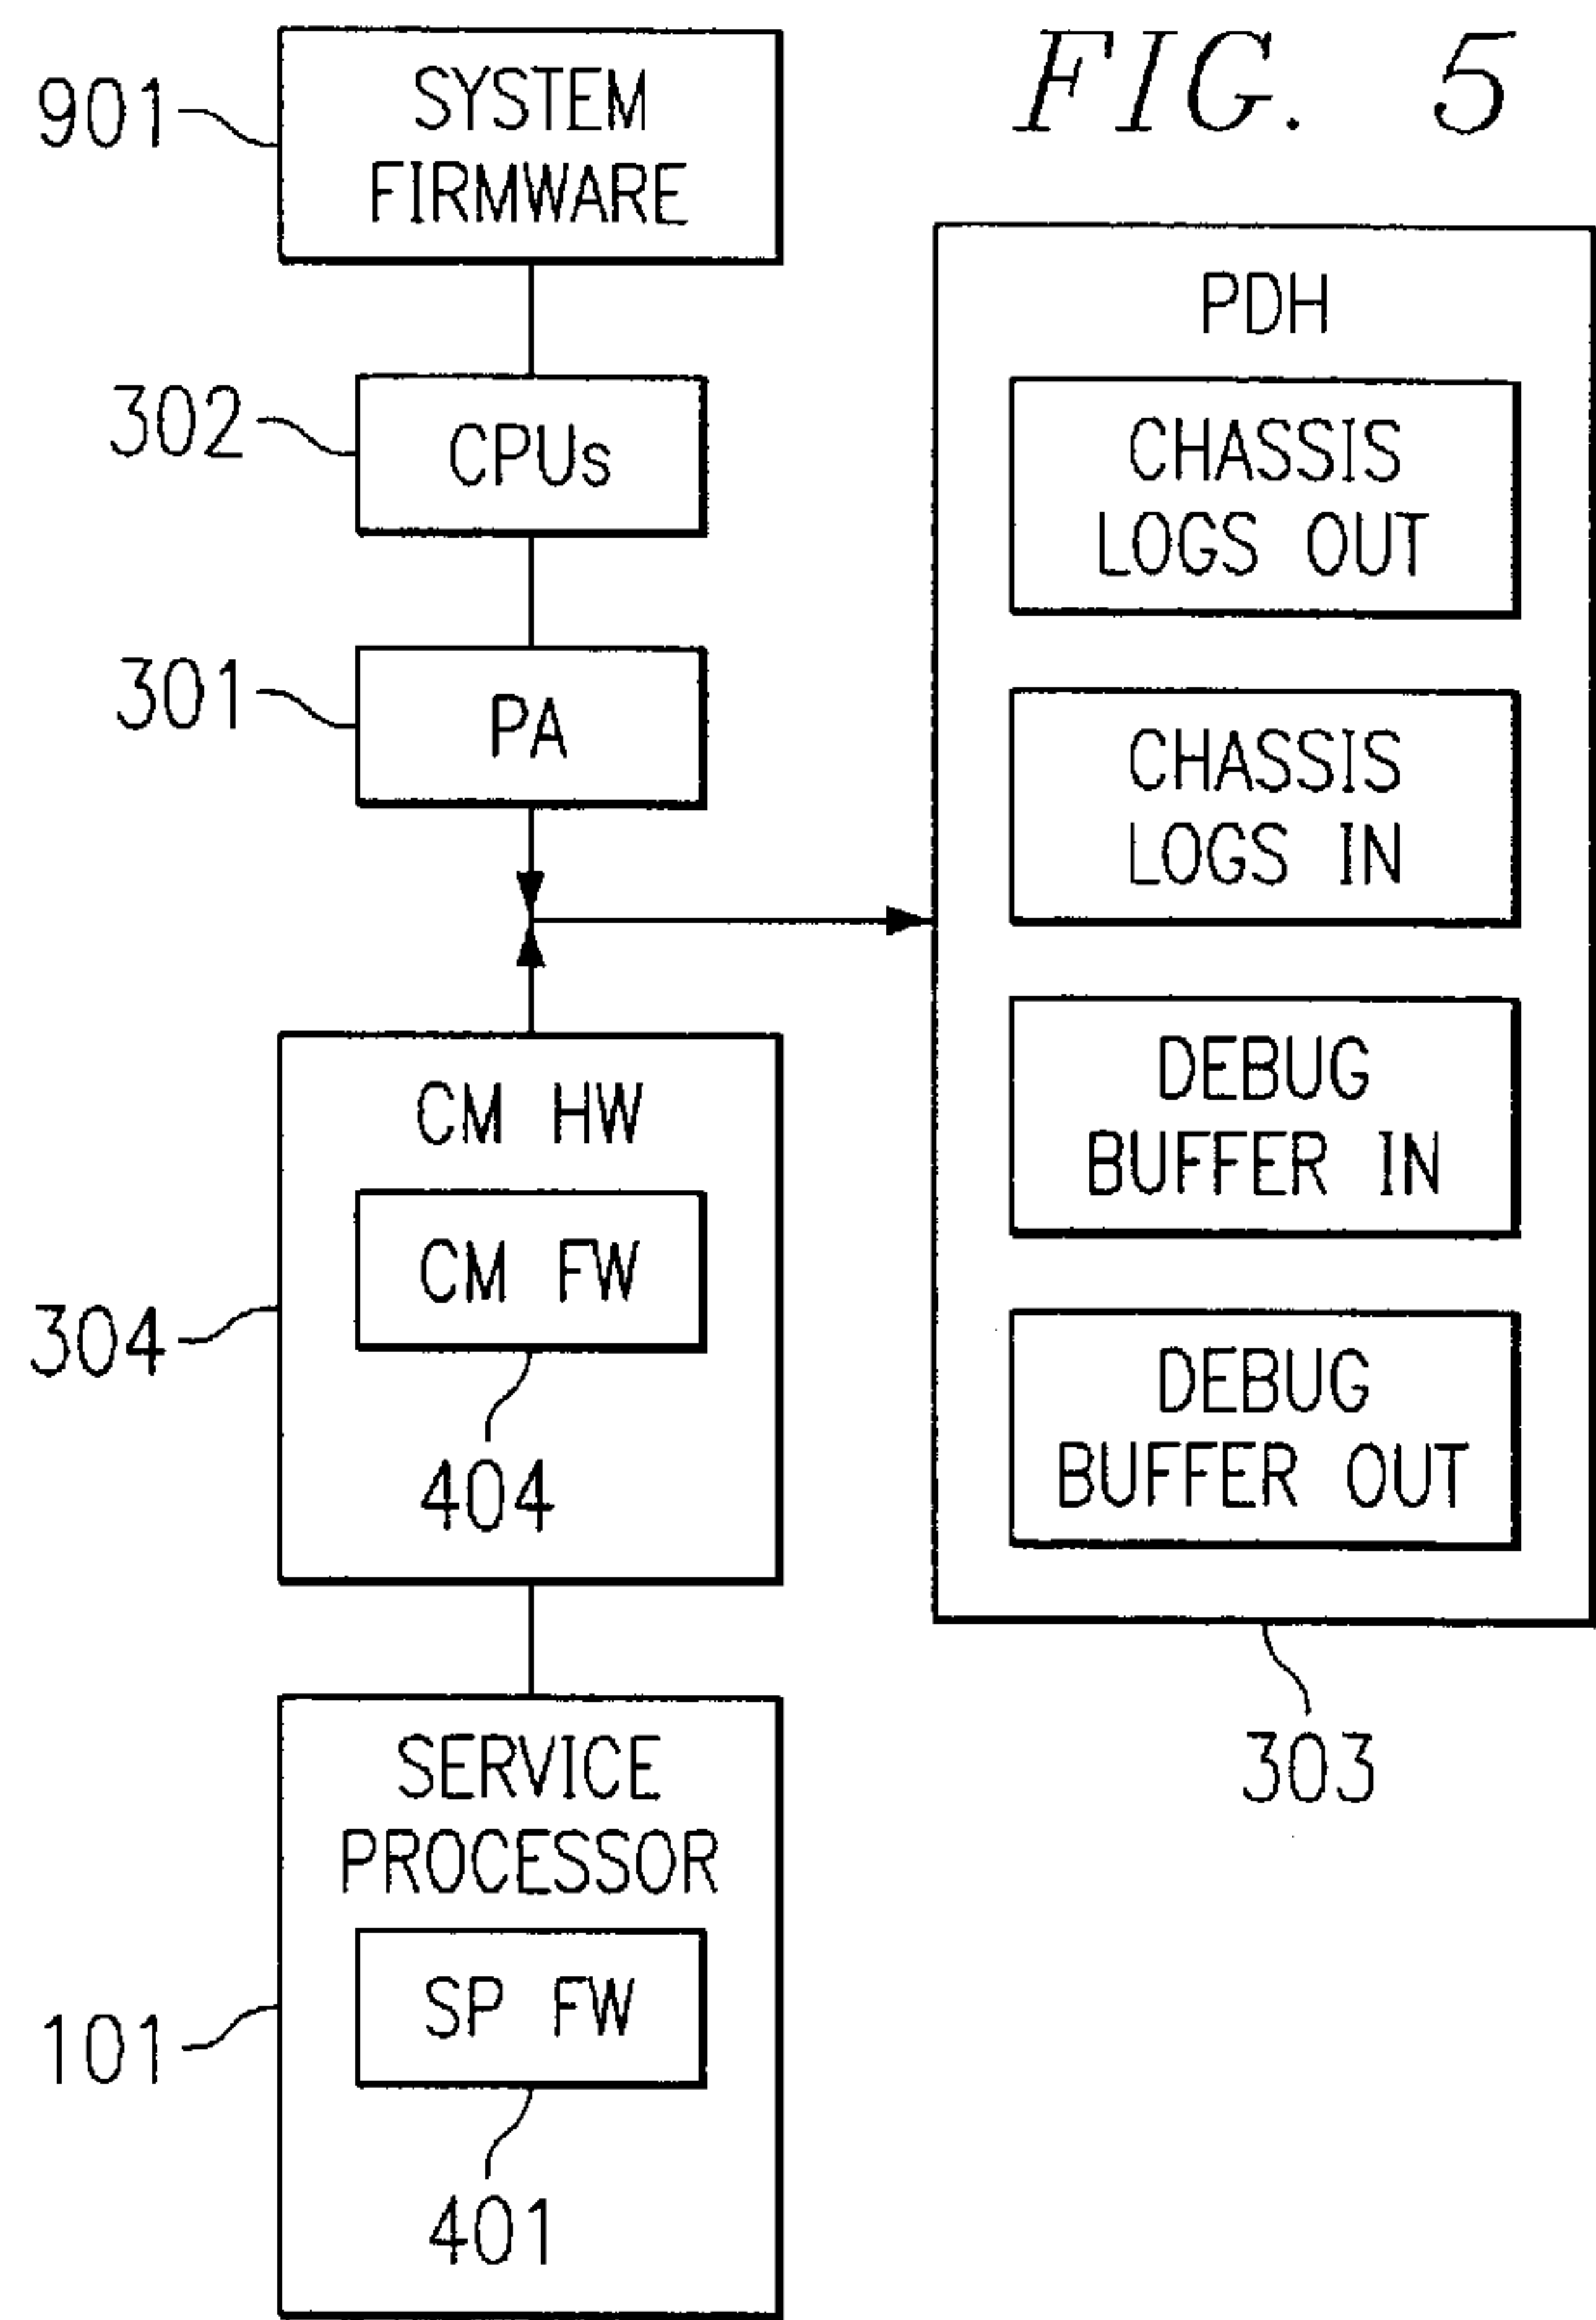 FIG. 5
901
SYSTEM
FIRMWARE
302
CPUs
301
PA
CM HW
CM FW
304
404
SERVICE
PROCESSOR
SP FW
101
401
PDH
CHASSIS
LOGS OUT
CHASSIS
LOGS IN
DEBUG
BUFFER IN
DEBUG
BUFFER OUT
303